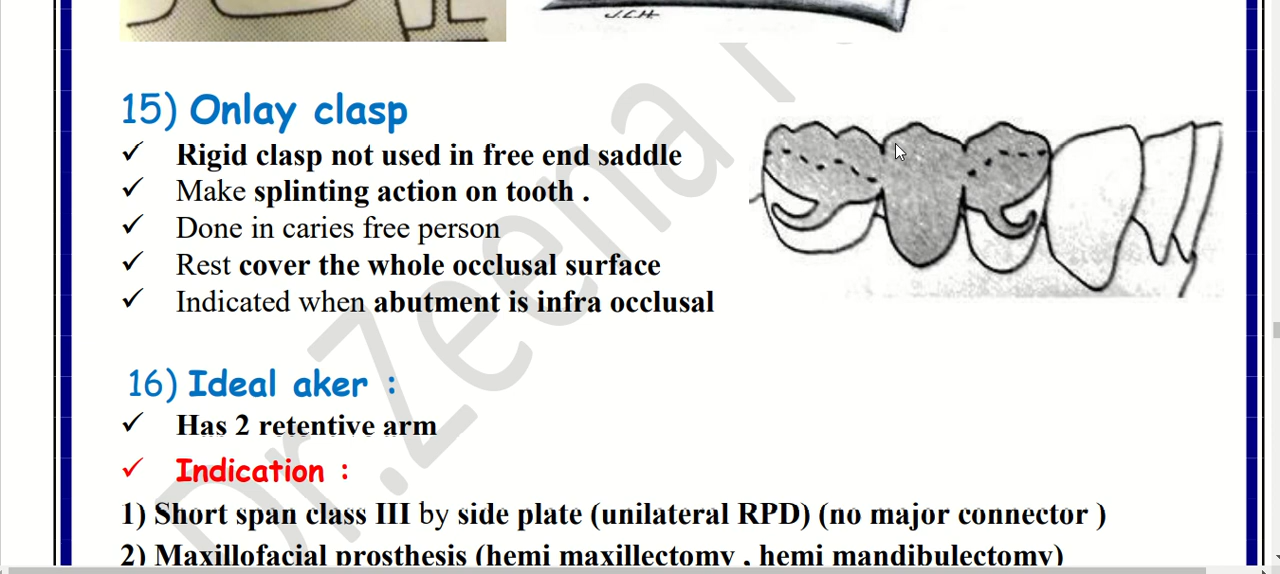 J.C.H
15) Onlay clasp
✓ Rigid clasp not used in free end saddle
✓ Make splinting action on tooth .
✓ Done in caries free person
✓ Rest cover the whole occlusal surface
✓ Indicated when abutment is infra occlusal
16) Ideal aker :
✓ Has 2 retentive arm
✓ Indication :
1) Short span class III by side plate (unilateral RPD) (no major connector )
2) Maxillofacial prosthesis (hemi maxillectomy , hemi mandibulectomy)
Dr.Zeena